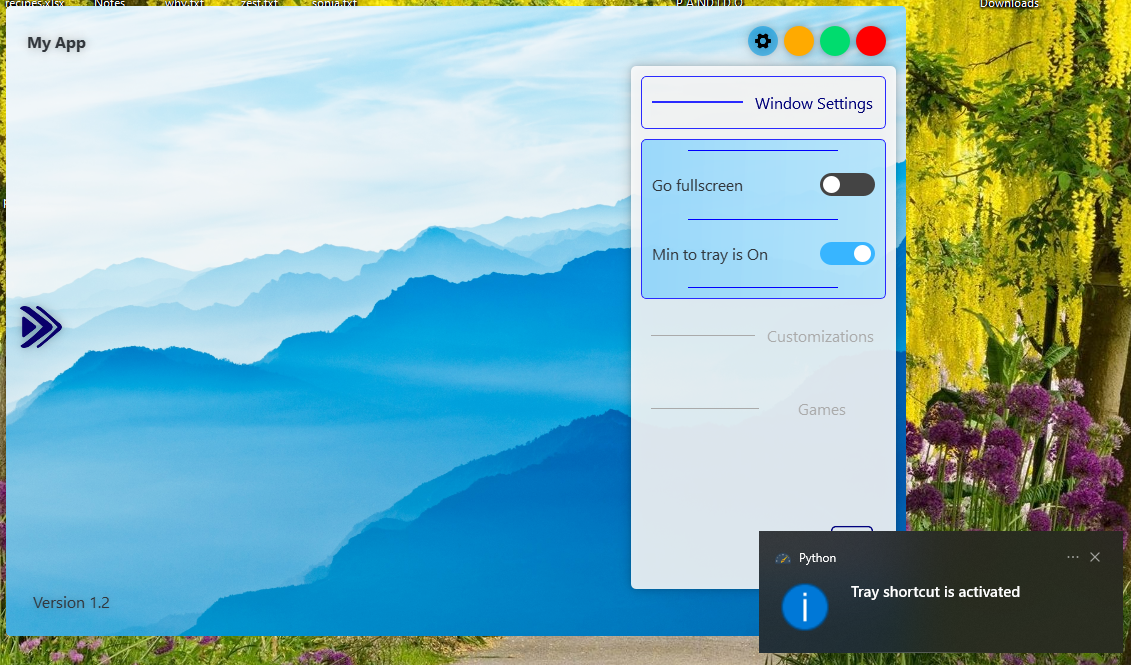 recipes.xlsx
Notes
why.txt
zest.txt
sonia.txt
Downloads
My App
Window Settings
Go fullscreen
Min to tray is On
Customizations
Games
Version 1.2
Python
Tray shortcut is activated